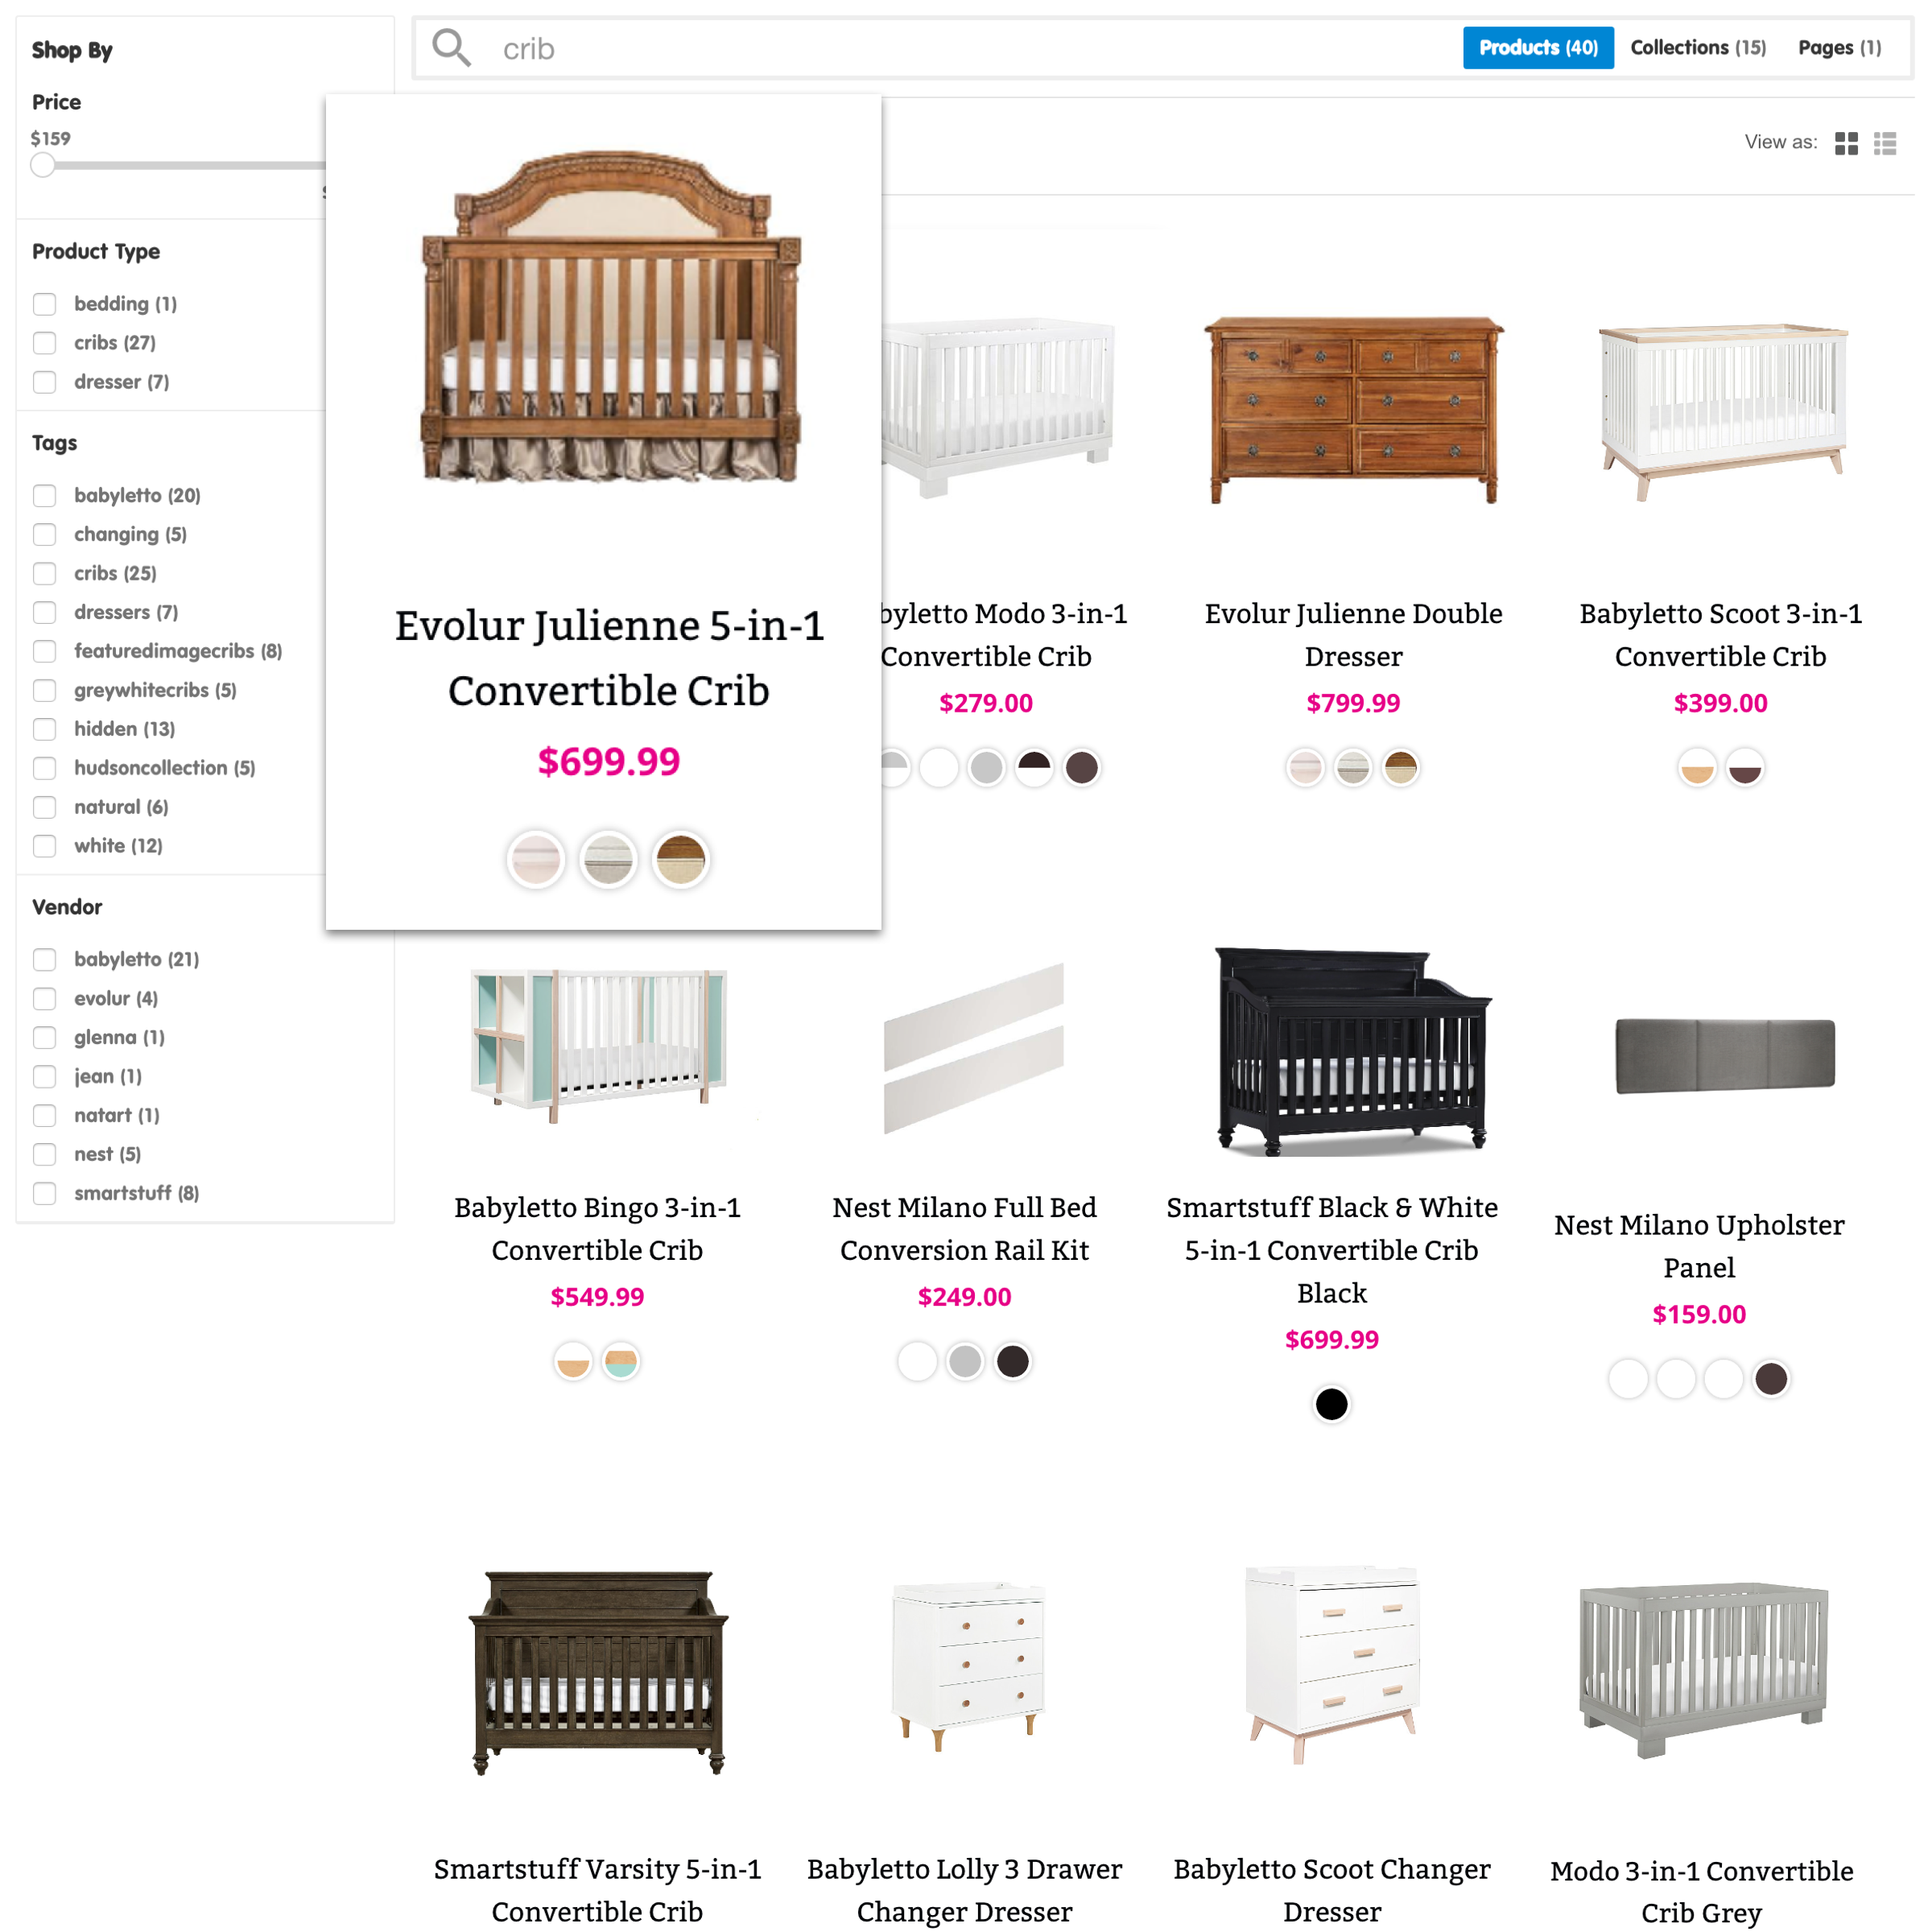 Shop By
Price
$159
Product Type
bedding (1)
cribs (27)
dresser (7)
Tags
babyletto (20)
changing (5)
cribs (25)
dressers (7)
featuredimagecribs (8)
greywhitecribs (5)
hidden (13)
hudsoncollection (5)
natural (6)
white (12)
Vendor
babyletto (21)
evolur (4)
glenna (1)
jean (1)
natart (1)
nest (5)
smartstuff (8)
crib
Products (40) Collections (15) Pages (1)
View as:
Evolur Julienne 5-in-1
Convertible Crib
$699.99
byletto Modo 3-in-1
Convertible Crib
$279.00
Evolur Julienne Double
Dresser
$799.99
Babyletto Scoot 3-in-1
Convertible Crib
$399.00
Babyletto Bingo 3-in-1
Convertible Crib
$549.99
Nest Milano Full Bed
Conversion Rail Kit
$249.00
Smartstuff Black & White
5-in-1 Convertible Crib
Black
$699.99
Nest Milano Upholster
Panel
$159.00
Smartstuff Varsity 5-in-1
Convertible Crib
Babyletto Lolly 3 Drawer
Changer Dresser
Babyletto Scoot Changer
Dresser
Modo 3-in-1 Convertible
Crib Grey